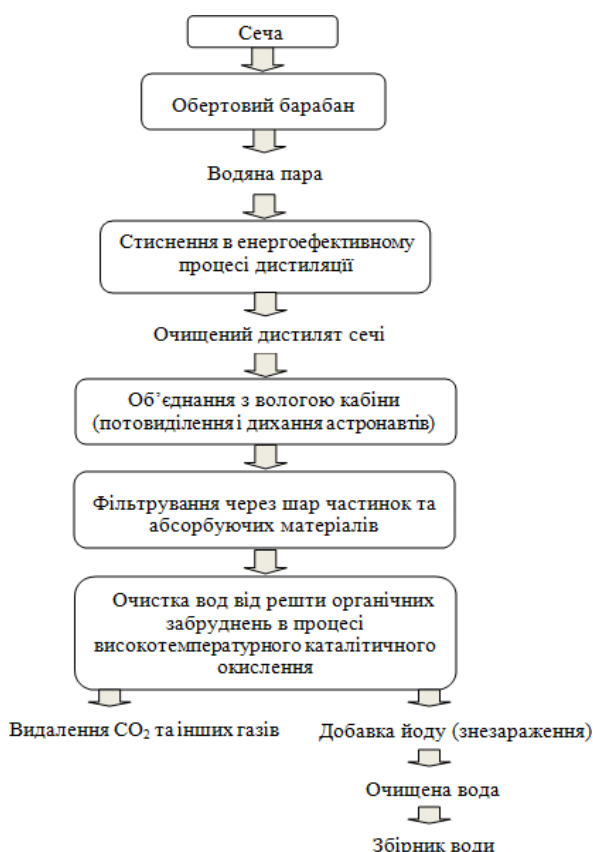 Сеча
Обертовий барабан
Водяна пара
Стиснення в енергоефективному
процесі дистиляції
Очищений дистилят сечі
Об’єднання з вологою кабіни
(потовиділення і дихання астронавтів)
Фільтрування через шар частинок та
абсорбуючих матеріалів
Очистка вод від решти органічних
забруднень в процесі
високотемпературного каталітичного
окислення
Видалення CO₂ та інших газів
Добавка йоду (знезараження)
Очищена вода
Збірник води